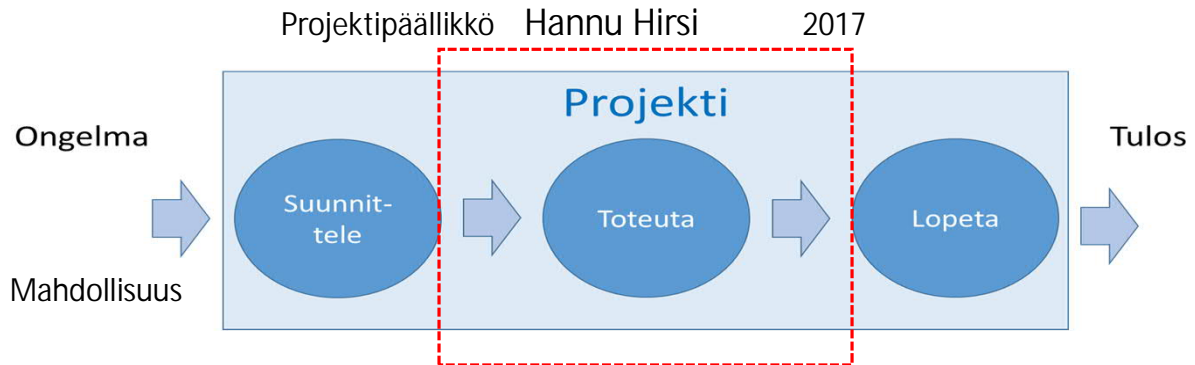 Projektipäällikkö Hannu Hirsi 2017
Projekti
Ongelma
Tulos
Suunnit-
tele
Toteuta
Lopeta
Mahdollisuus